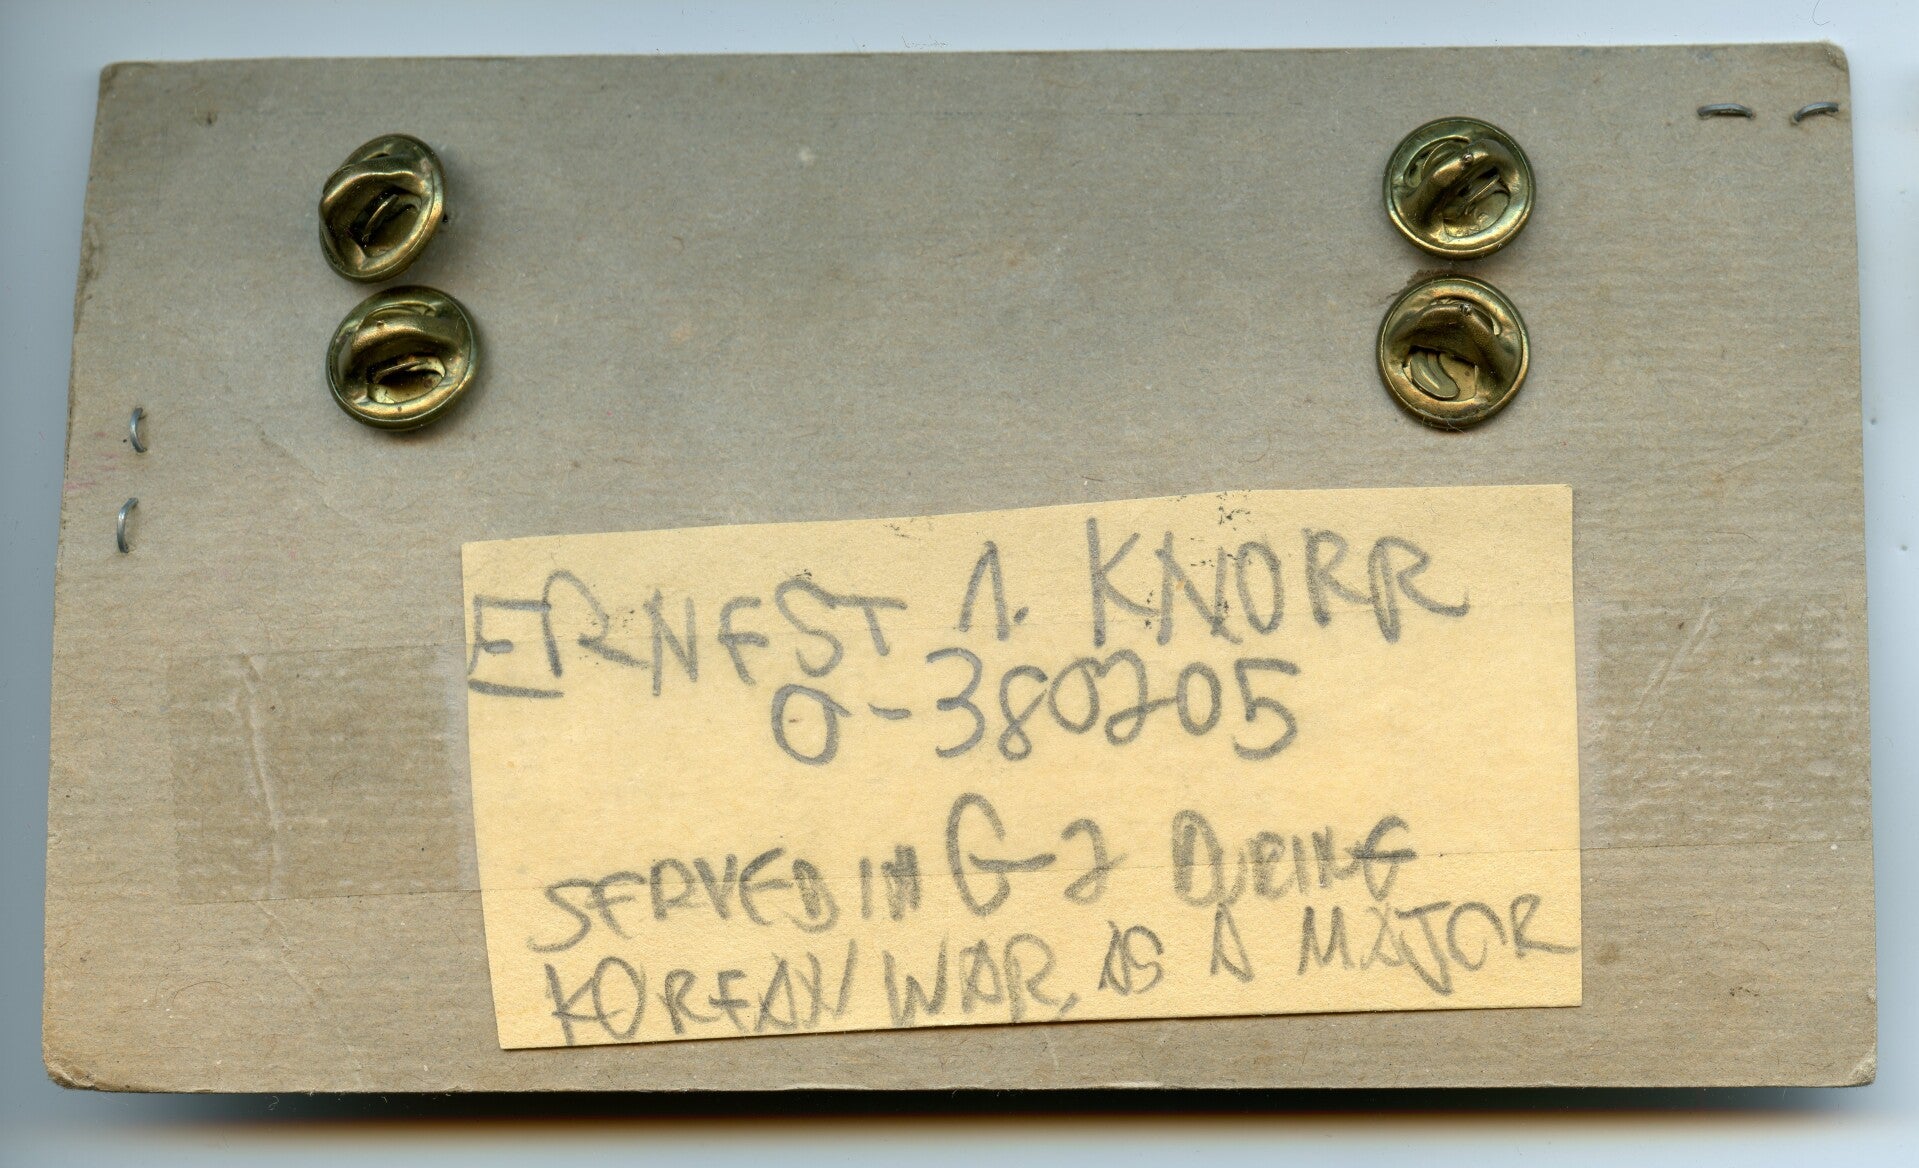 ERNEST A. KNORR
O-380205
SERVED IN G-2 DURING
KOREAN WAR, AS A MAJOR